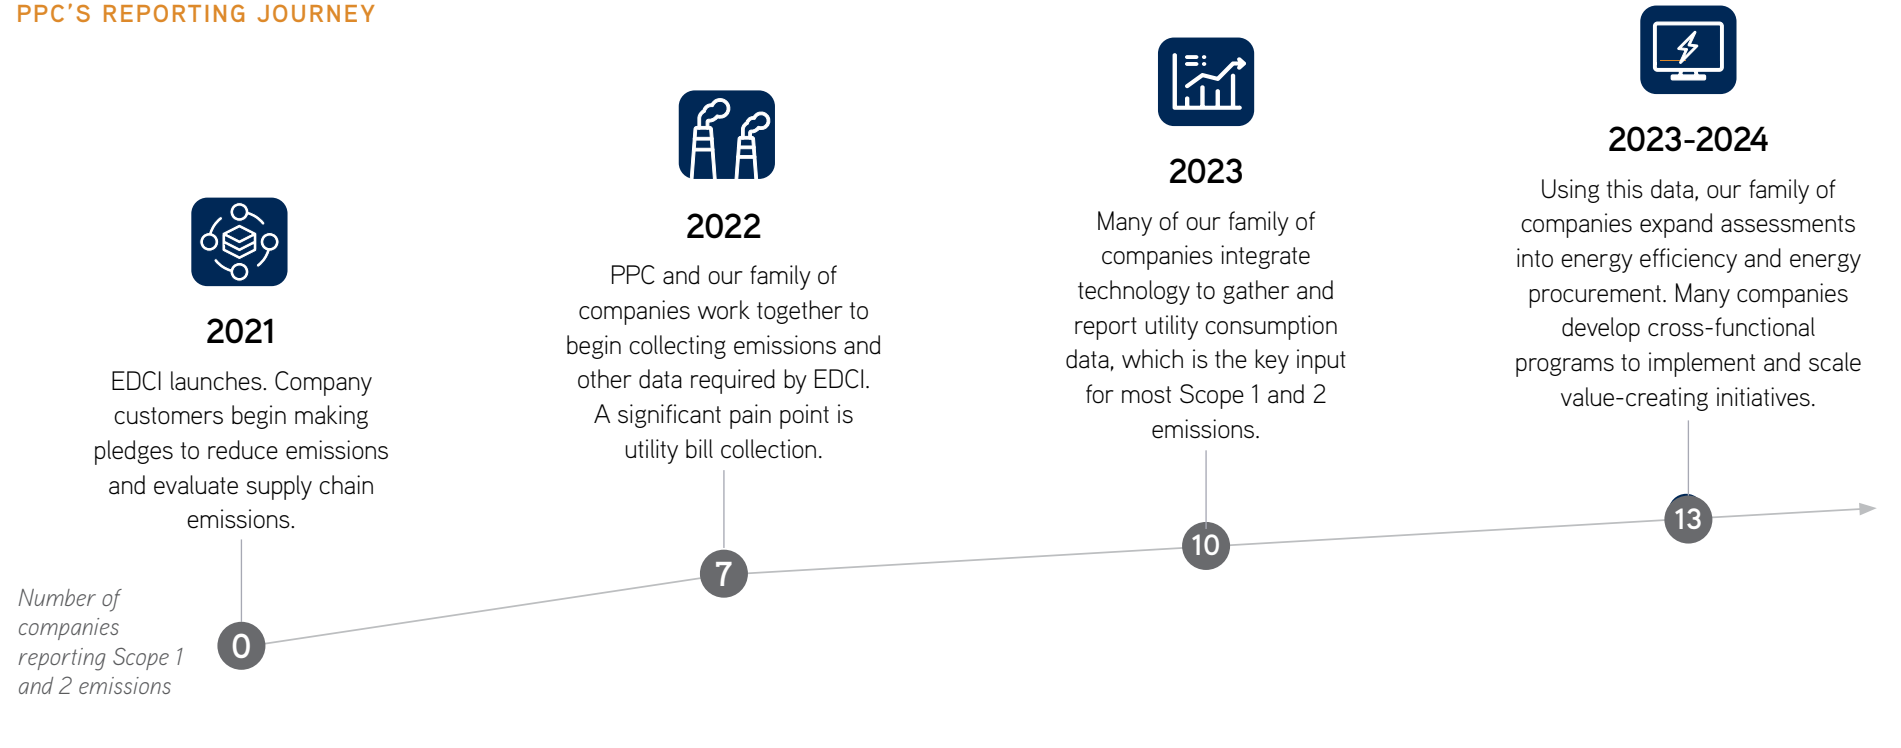 PPC'S REPORTING JOURNEY
2021
EDCI launches. Company
customers begin making
pledges to reduce emissions
and evaluate supply chain
emissions.
2022
PPC and our family of
companies work together to
begin collecting emissions and
other data required by EDCI.
A significant pain point is
utility bill collection.
2023
Many of our family of
companies integrate
technology to gather and
report utility consumption
data, which is the key input
for most Scope 1 and 2
emissions.
2023-2024
Using this data, our family of
companies expand assessments
into energy efficiency and energy
procurement. Many companies
develop cross-functional
programs to implement and scale
value-creating initiatives.
Number of
companies
reporting Scope 1
and 2 emissions
0
7
10
13